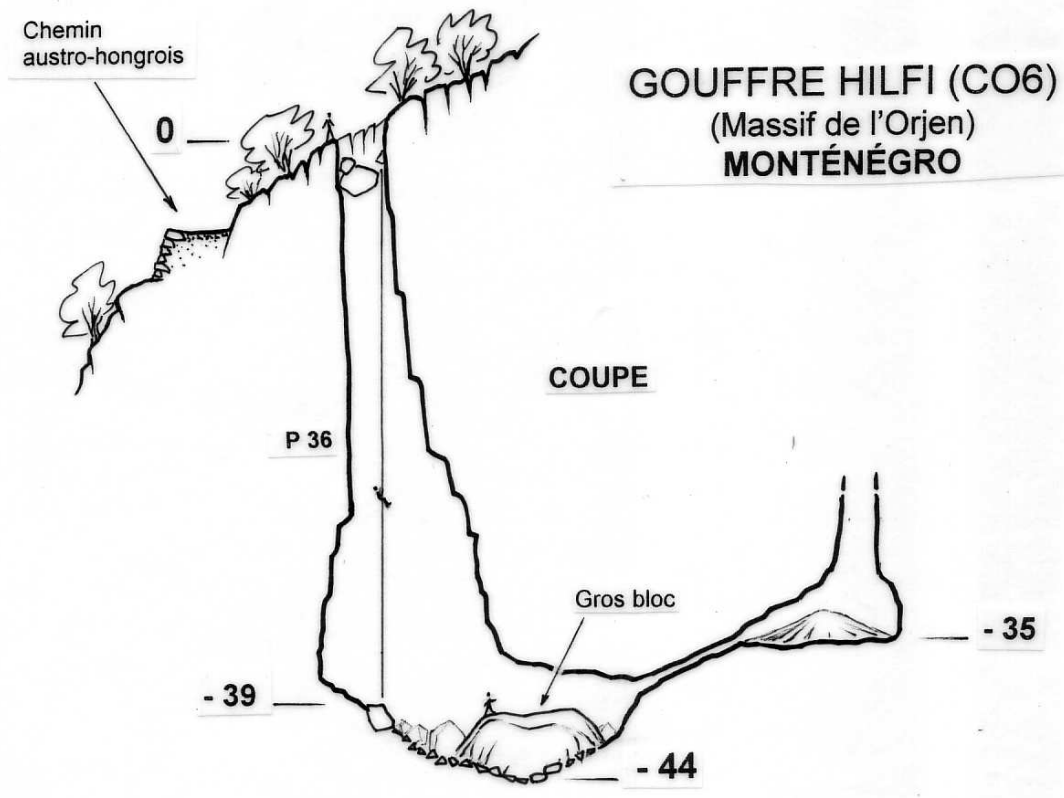 Chemin
austro-hongrois
GOUFFRE HILFI (CO6)
(Massif de l'Orjen)
MONTÉNÉGRO
0
COUPE
P 36
Gros bloc
- 35
- 39
- 44